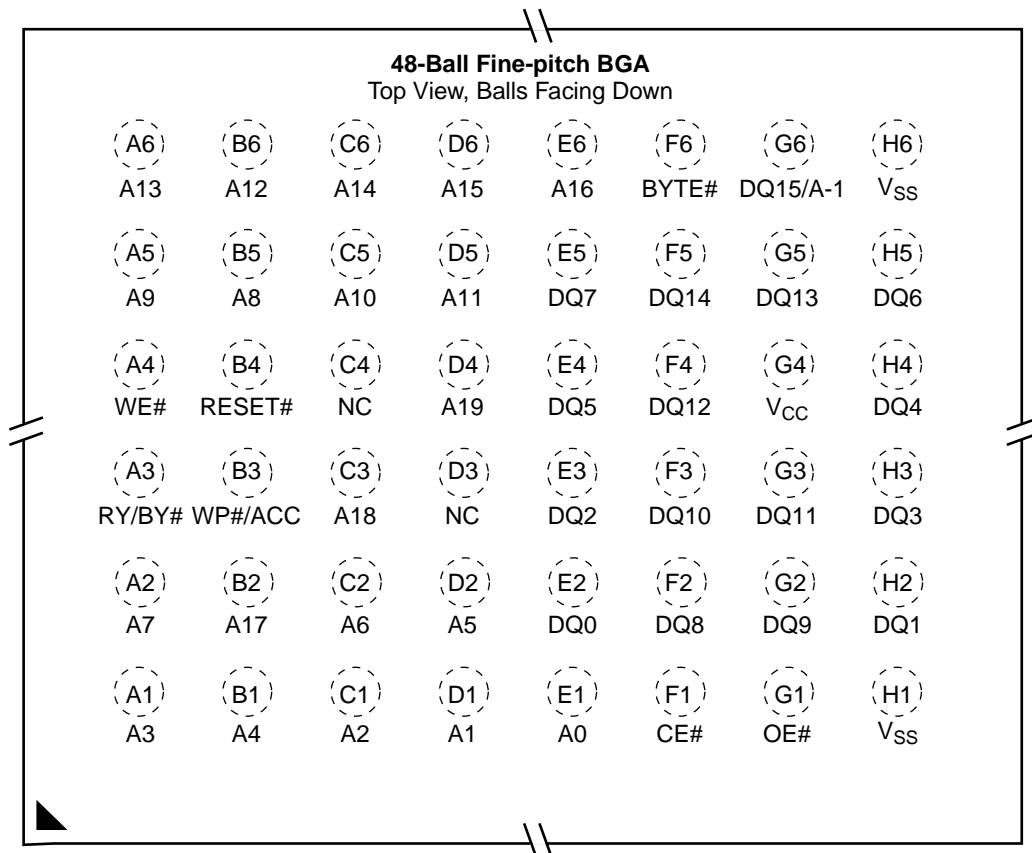 48-Ball Fine-pitch BGA
Top View, Balls Facing Down
A6 B6 C6 D6 E6 F6 G6 H6
A13 A12 A14 A15 A16 BYTE# DQ15/A-1 VSS
A5 B5 C5 D5 E5 F5 G5 H5
A9 A8 A10 A11 DQ7 DQ14 DQ13 DQ6
A4 B4 C4 D4 E4 F4 G4 H4
WE# RESET# NC A19 DQ5 DQ12 VCC DQ4
A3 B3 C3 D3 E3 F3 G3 H3
RY/BY# WP#/ACC A18 NC DQ2 DQ10 DQ11 DQ3
A2 B2 C2 D2 E2 F2 G2 H2
A7 A17 A6 A5 DQ0 DQ8 DQ9 DQ1
A1 B1 C1 D1 E1 F1 G1 H1
A3 A4 A2 A1 A0 CE# OE# VSS